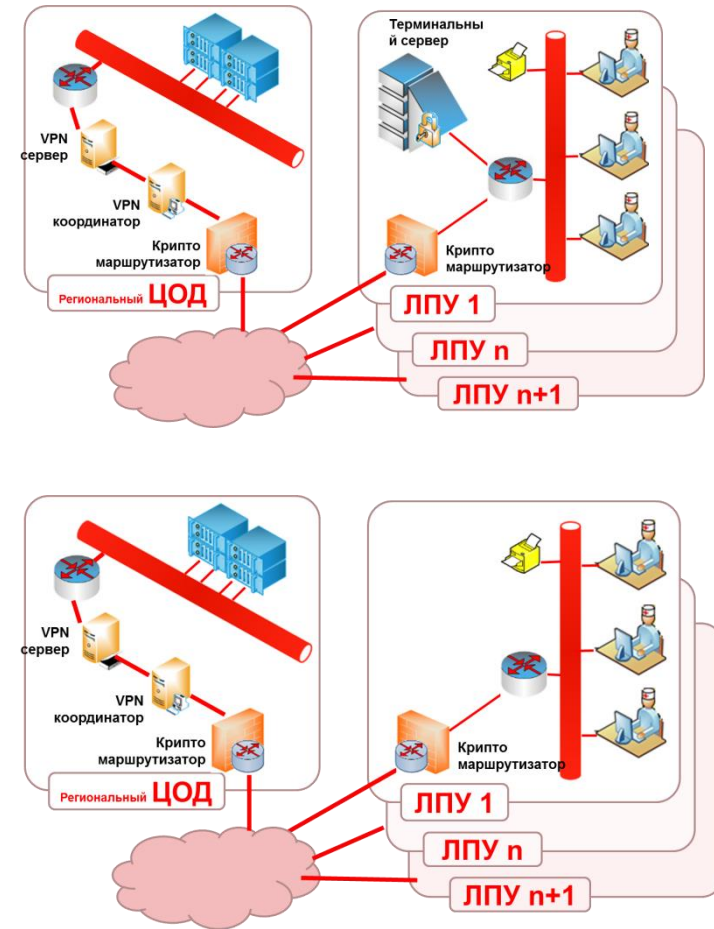 Терминальны
й сервер
VPN
сервер
VPN
координатор
Крипто
маршрутизатор
Региональный ЦОД
Крипто
маршрутизатор
ЛПУ 1
ЛПУ n
ЛПУ n+1
VPN
сервер
VPN
координатор
Крипто
маршрутизатор
Региональный ЦОД
Крипто
маршрутизатор
ЛПУ 1
ЛПУ n
ЛПУ n+1